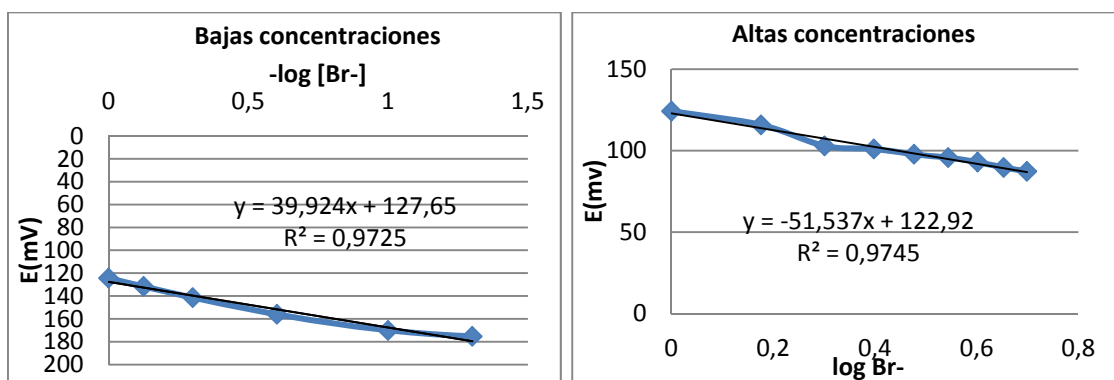 Bajas concentraciones
-log [Br-]
0 0,5 1 1,5
0
20
40
60
80
100
120
140
160
180
200
E(mV)
y = 39,924x + 127,65
R² = 0,9725
Altas concentraciones
150
100
50
0
E(mv)
y = -51,537x + 122,92
R² = 0,9745
0 0,2 0,4 0,6 0,8
log Br-